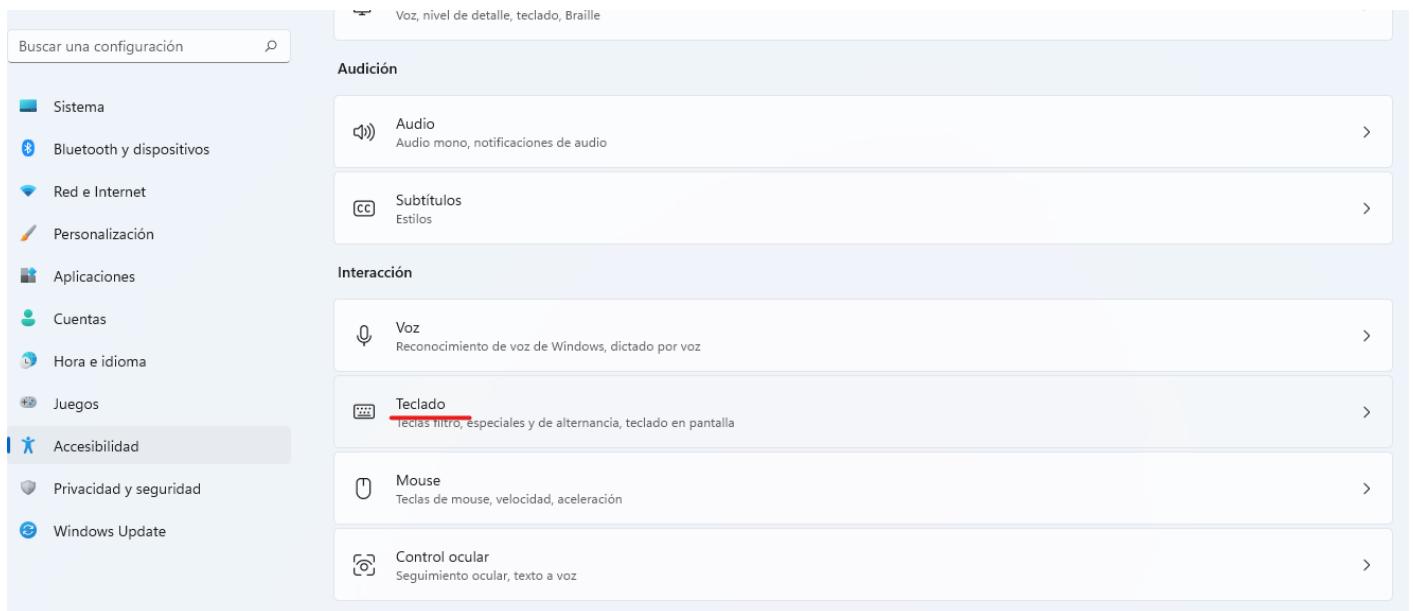 Voz, nivel de detalle, teclado, Braille
Buscar una configuración
Sistema
Bluetooth y dispositivos
Red e Internet
Personalización
Aplicaciones
Cuentas
Hora e idioma
Juegos
Accesibilidad
Privacidad y seguridad
Windows Update
Audición
Audio
Audio mono, notificaciones de audio
CC
Subtítulos
Estilos
Interacción
Voz
Reconocimiento de voz de Windows, dictado por voz
Teclado
Teclas filtro, especiales y de alternancia, teclado en pantalla
Mouse
Teclas de mouse, velocidad, aceleración
Control ocular
Seguimiento ocular, texto a voz